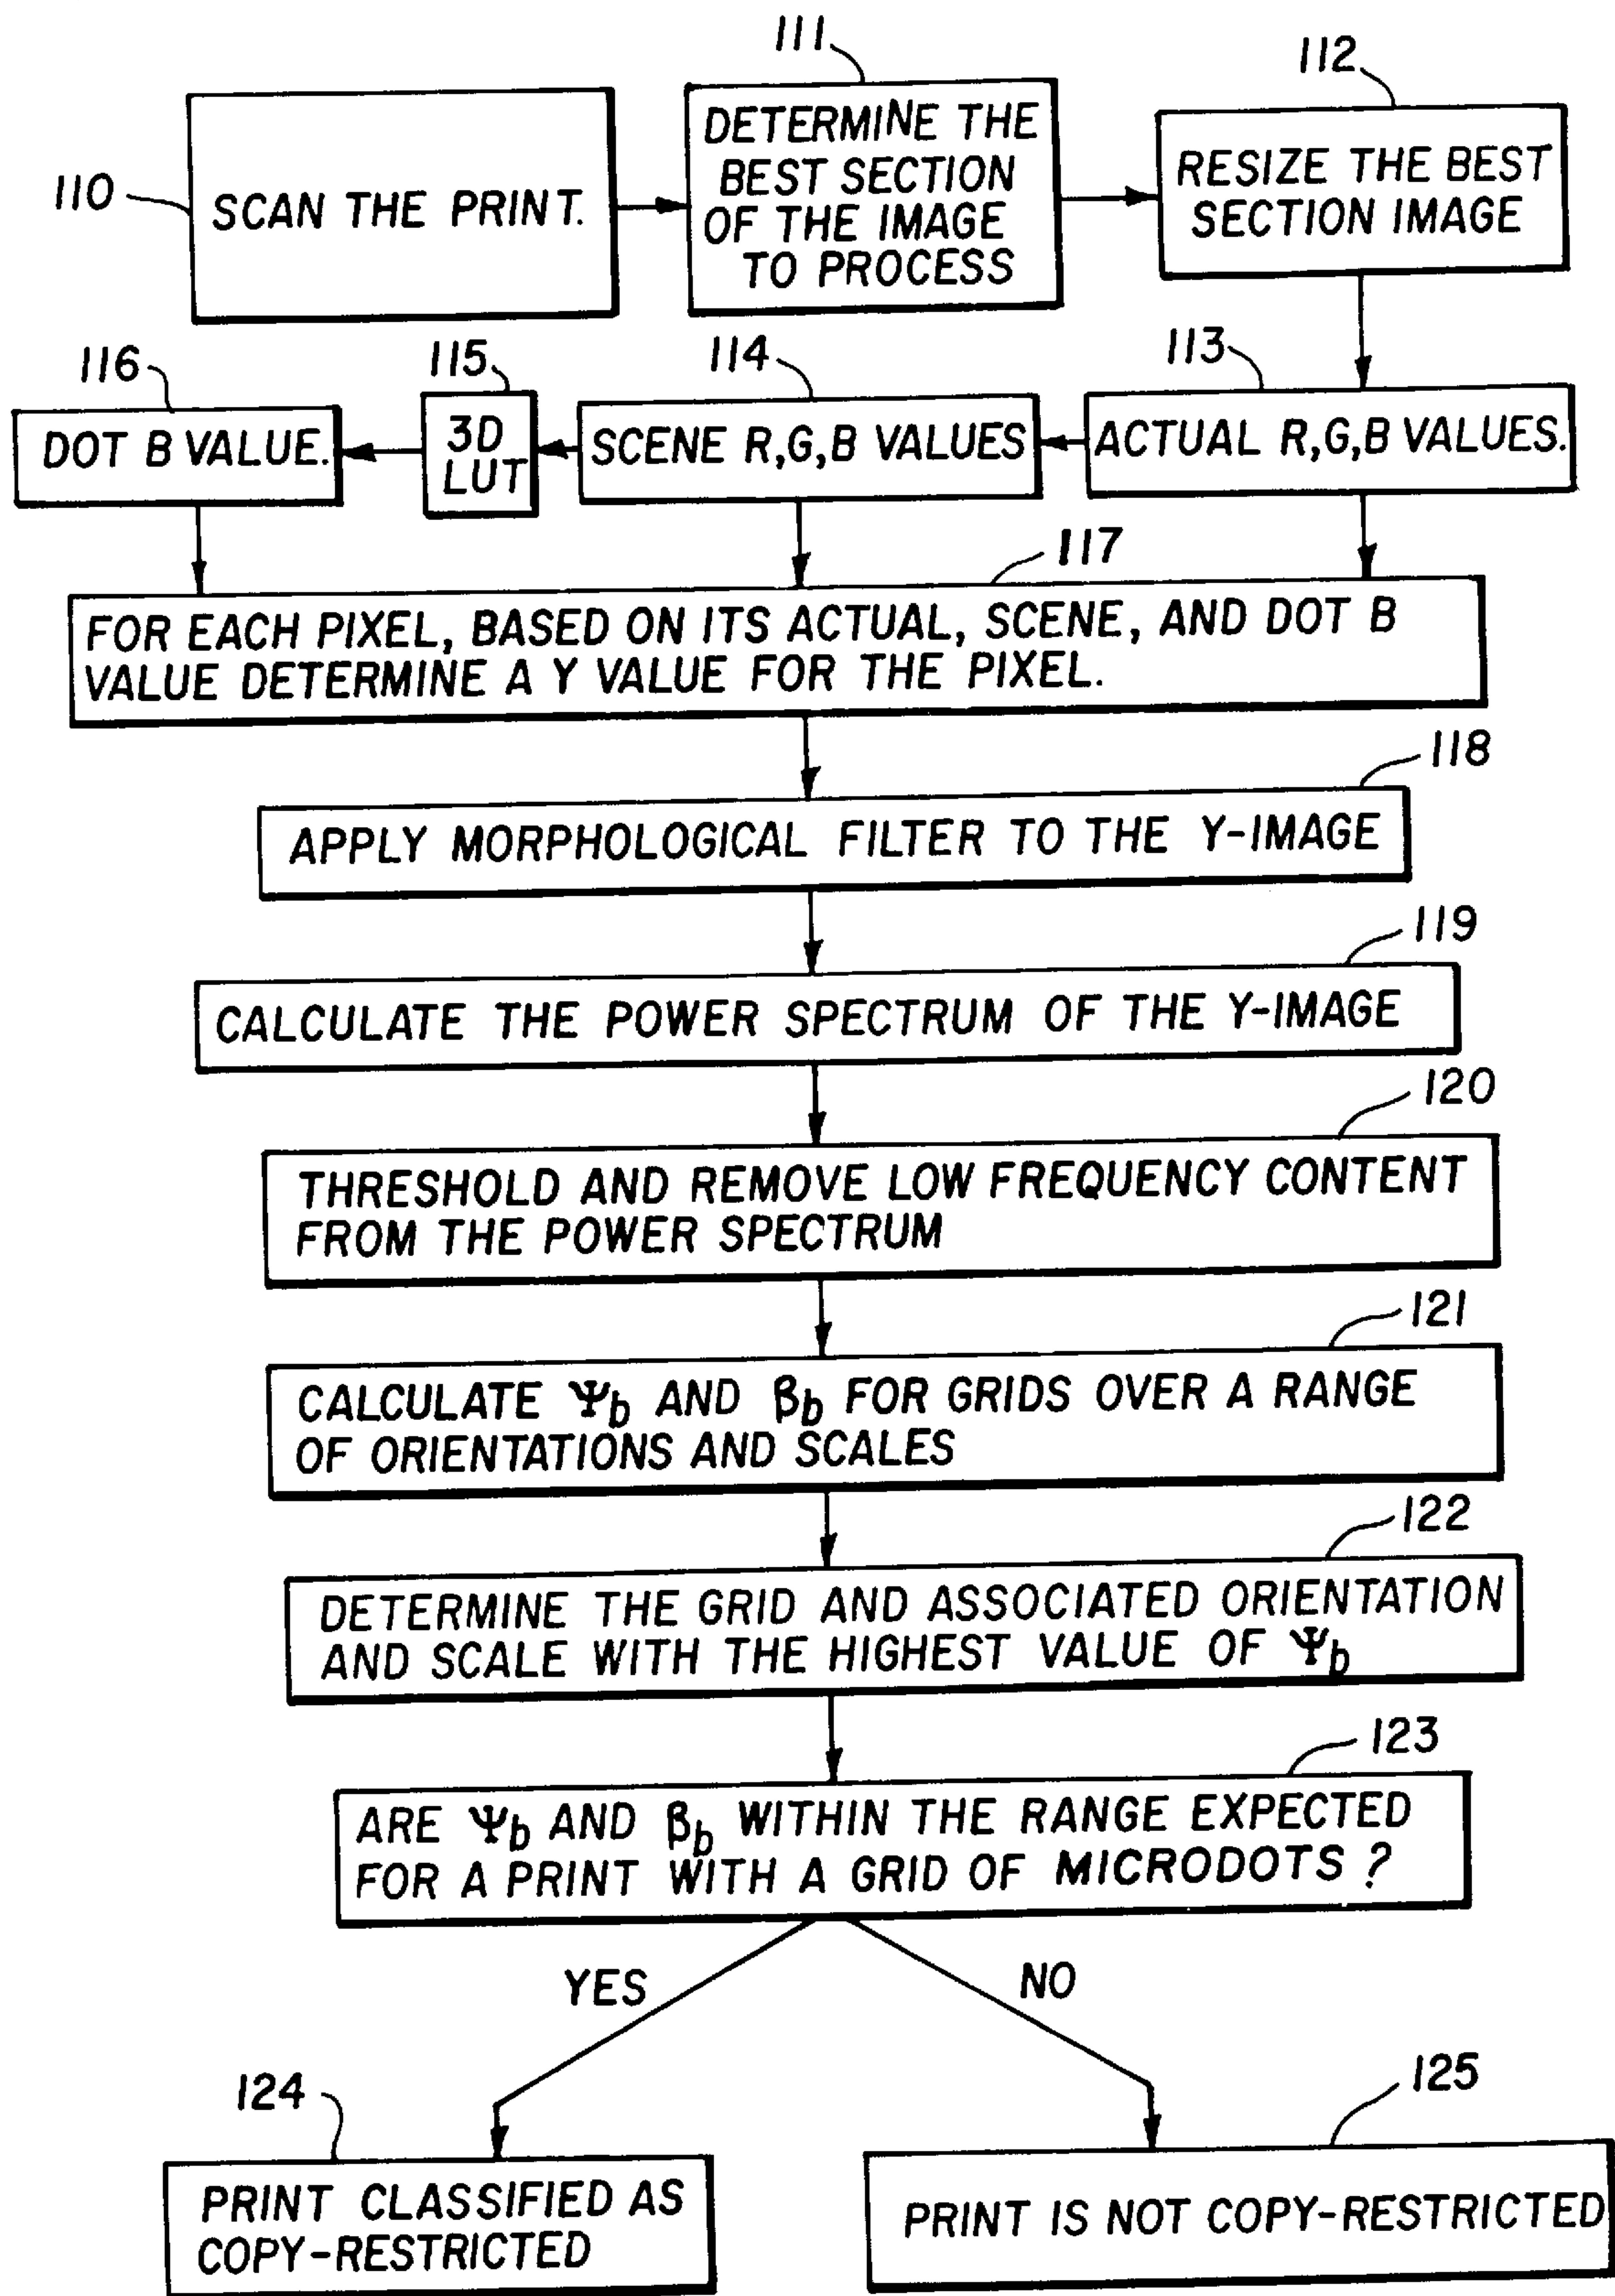 111
112
110
SCAN THE PRINT.
DETERMINE THE
BEST SECTION
OF THE IMAGE
TO PROCESS
RESIZE THE BEST
SECTION IMAGE
116
115
114
113
DOT B VALUE.
3D
LUT
SCENE R,G,B VALUES
ACTUAL R,G,B VALUES.
117
FOR EACH PIXEL, BASED ON ITS ACTUAL, SCENE, AND DOT B
VALUE DETERMINE A Y VALUE FOR THE PIXEL.
118
APPLY MORPHOLOGICAL FILTER TO THE Y-IMAGE
119
CALCULATE THE POWER SPECTRUM OF THE Y-IMAGE
120
THRESHOLD AND REMOVE LOW FREQUENCY CONTENT
FROM THE POWER SPECTRUM
121
CALCULATE Ψb AND βb FOR GRIDS OVER A RANGE
OF ORIENTATIONS AND SCALES
122
DETERMINE THE GRID AND ASSOCIATED ORIENTATION
AND SCALE WITH THE HIGHEST VALUE OF Ψb
123
ARE Ψb AND βb WITHIN THE RANGE EXPECTED
FOR A PRINT WITH A GRID OF MICRODOTS ?
YES
NO
124
125
PRINT CLASSIFIED AS
COPY-RESTRICTED
PRINT IS NOT COPY-RESTRICTED